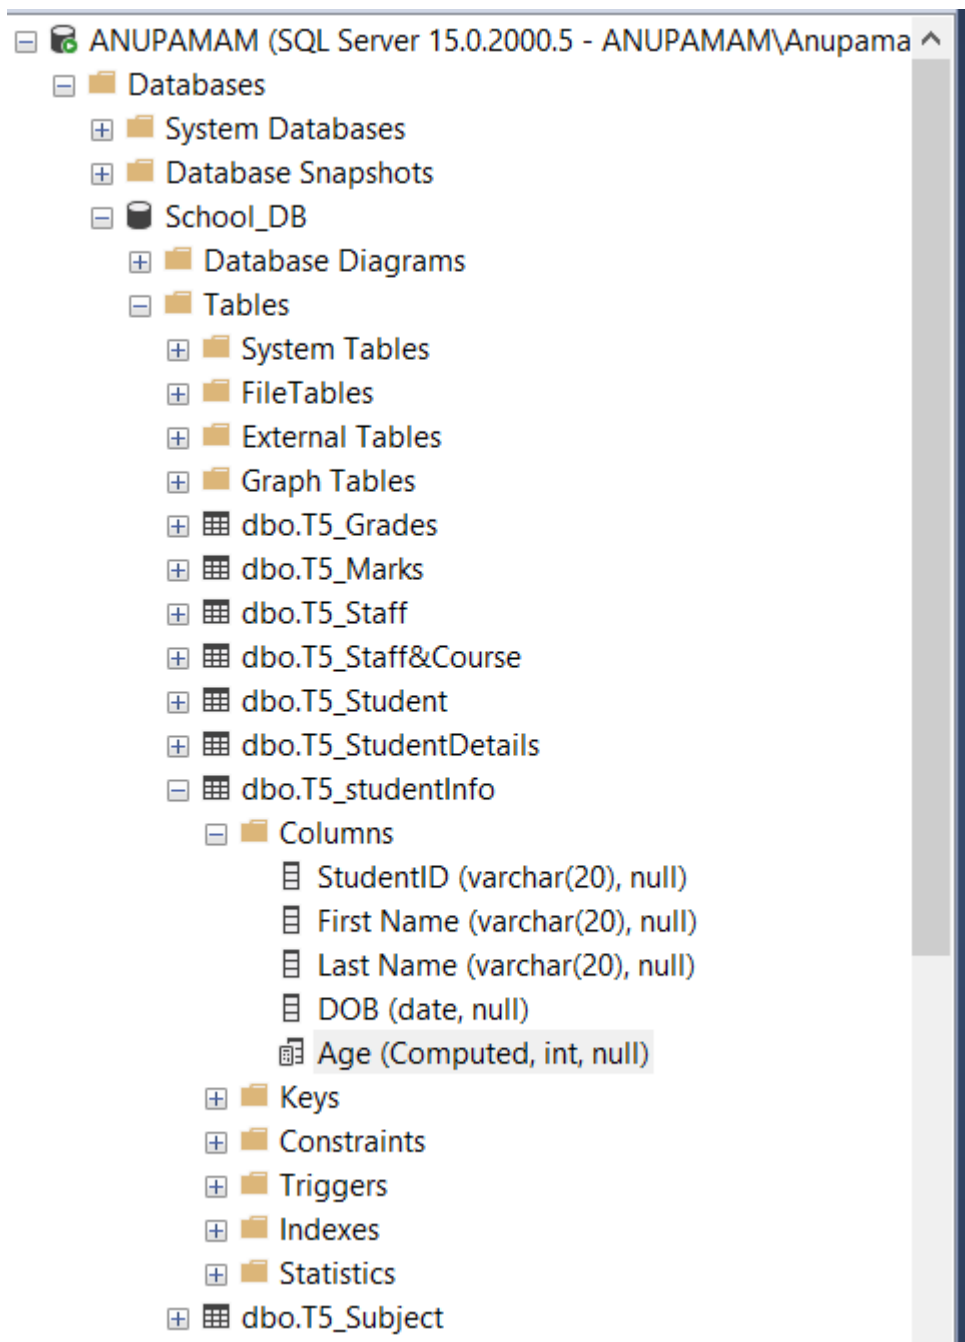 ANUPAMAM (SQL Server 15.0.2000.5 - ANUPAMAM\Anupama
Databases
System Databases
Database Snapshots
School_DB
Database Diagrams
Tables
System Tables
FileTables
External Tables
Graph Tables
dbo.T5_Grades
dbo.T5_Marks
dbo.T5_Staff
dbo.T5_Staff&Course
dbo.T5_Student
dbo.T5_StudentDetails
dbo.T5_studentInfo
Columns
StudentID (varchar(20), null)
First Name (varchar(20), null)
Last Name (varchar(20), null)
DOB (date, null)
Age (Computed, int, null)
Keys
Constraints
Triggers
Indexes
Statistics
dbo.T5_Subject